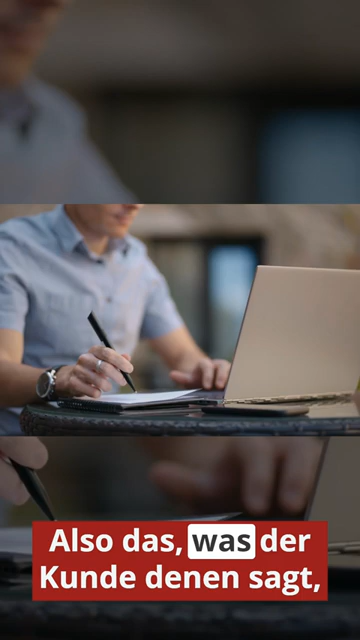 Also das, was der
Kunde denen sagt,